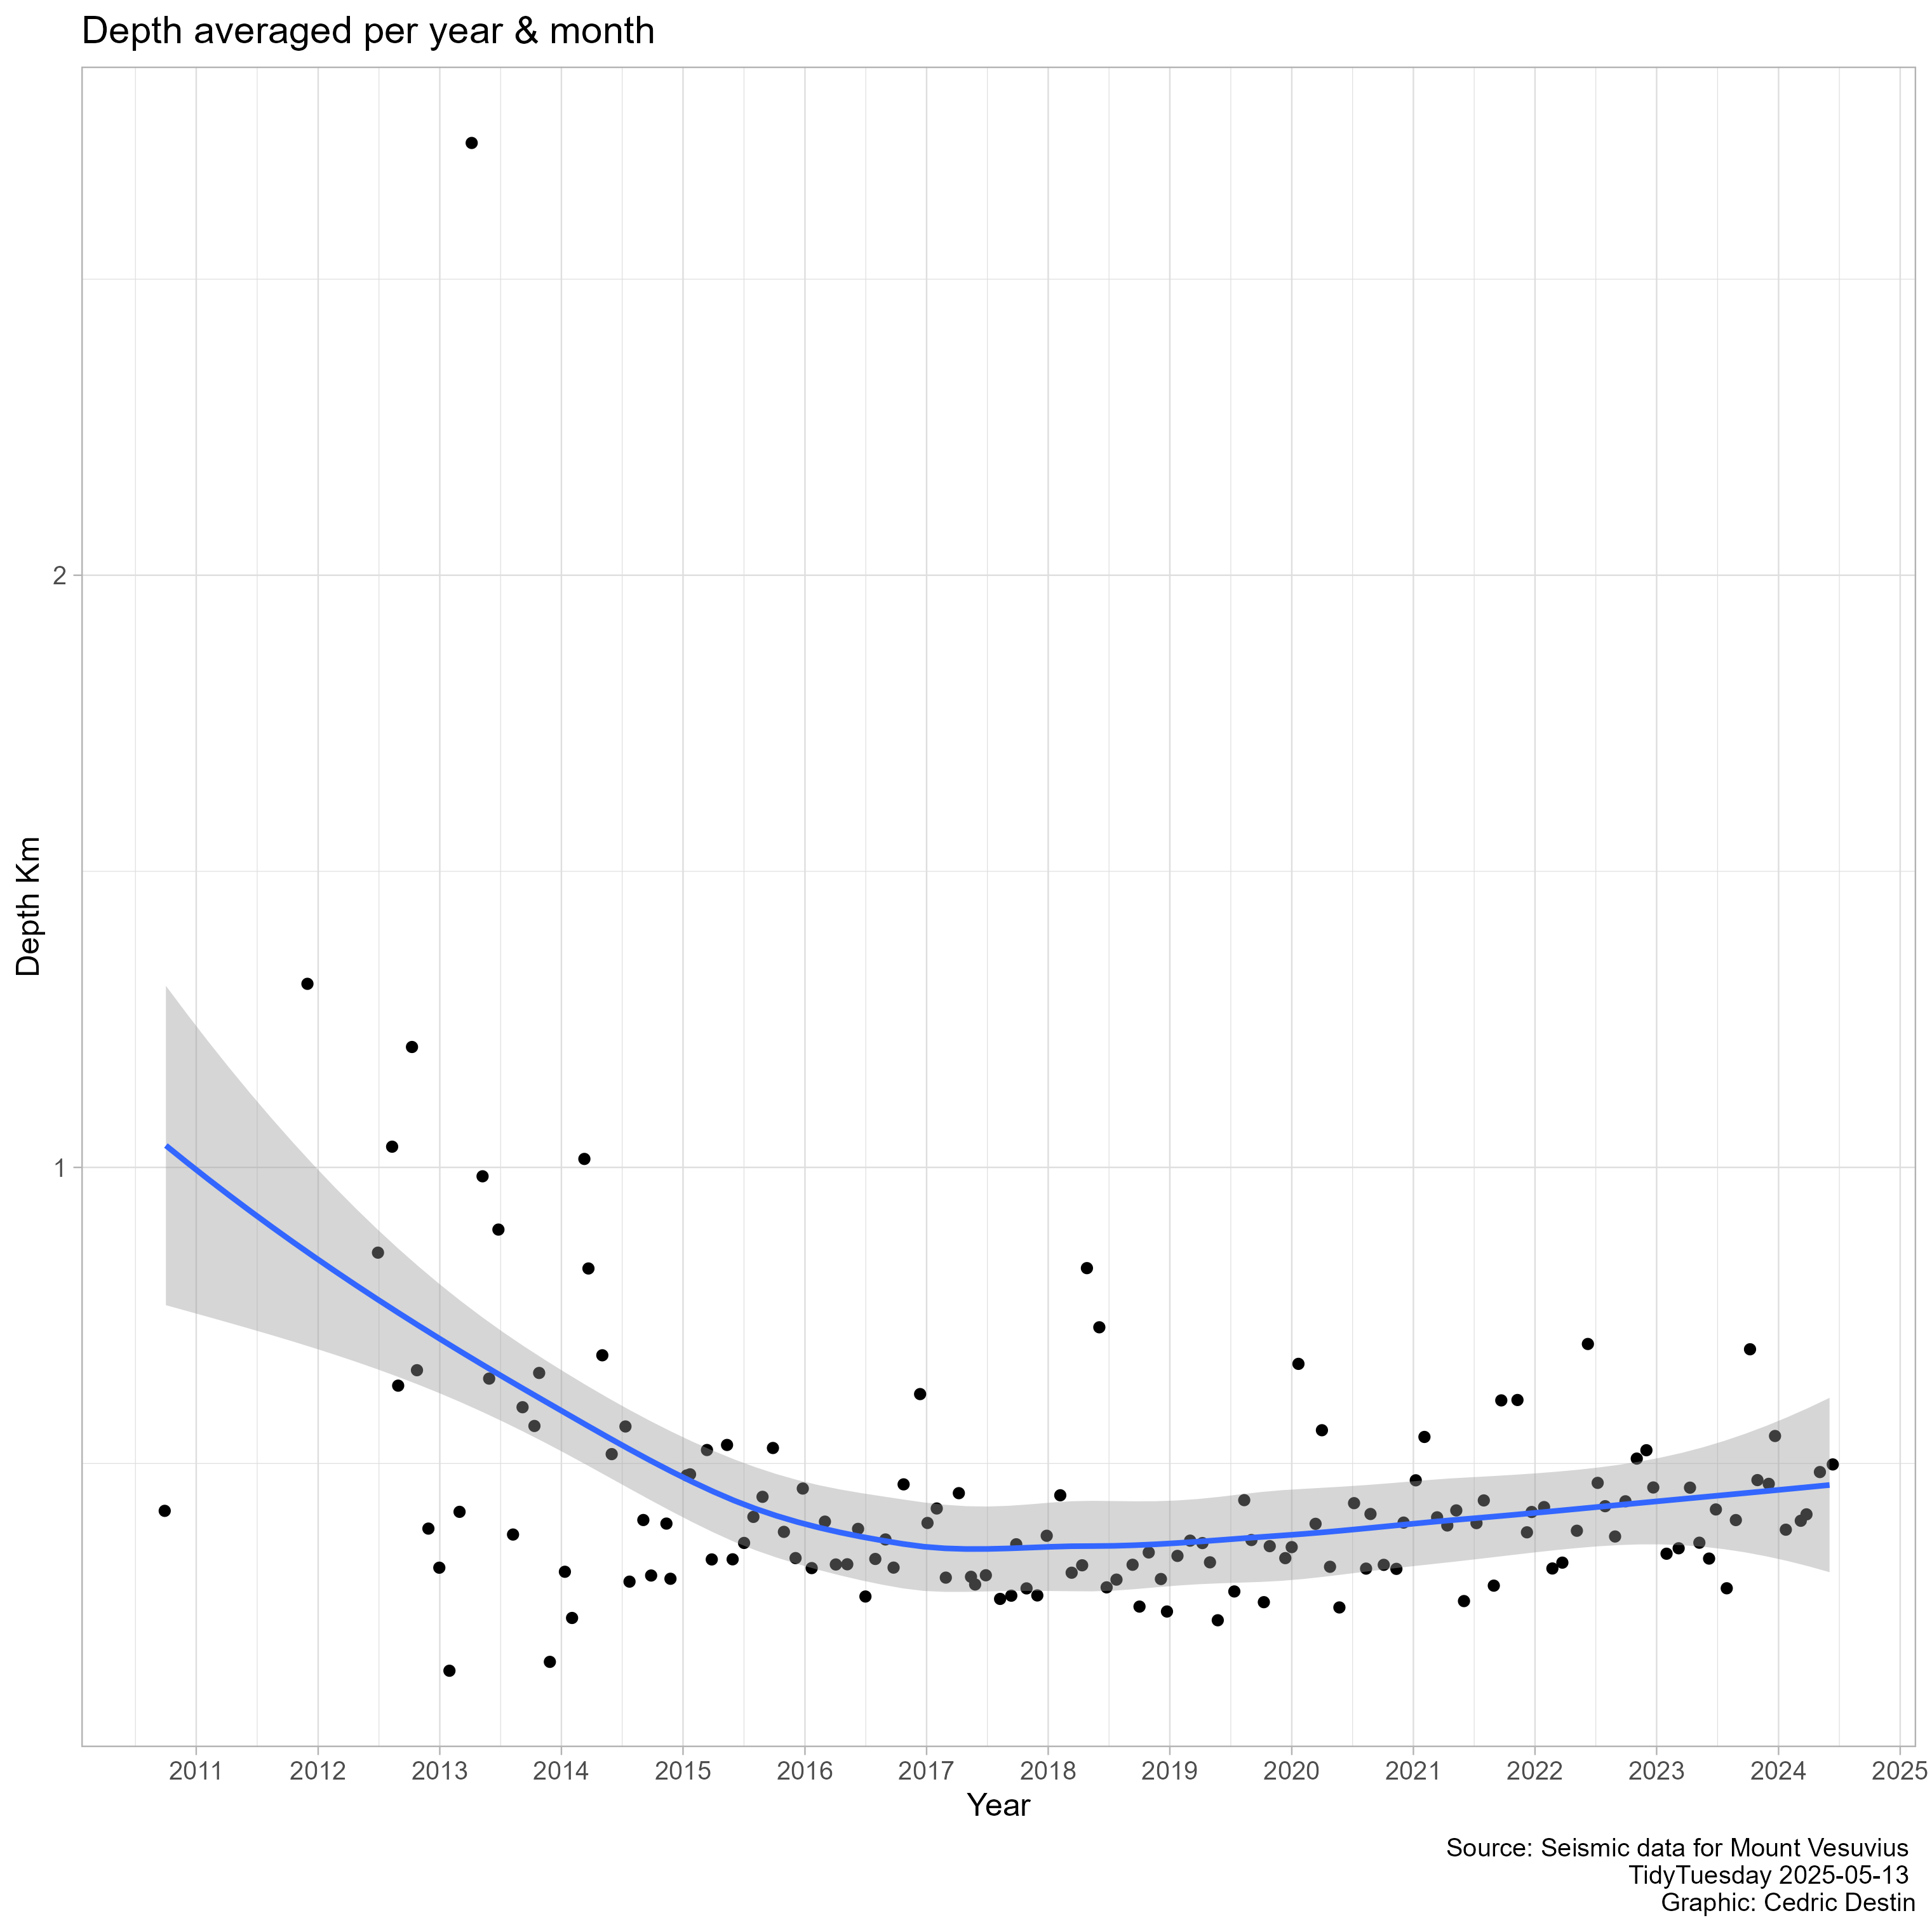 Depth averaged per year & month
Depth Km
2
1
2011 2012 2013 2014 2015 2016 2017 2018 2019 2020 2021 2022 2023 2024 2025
Year
Source: Seismic data for Mount Vesuvius
TidyTuesday 2025-05-13
Graphic: Cedric Destin